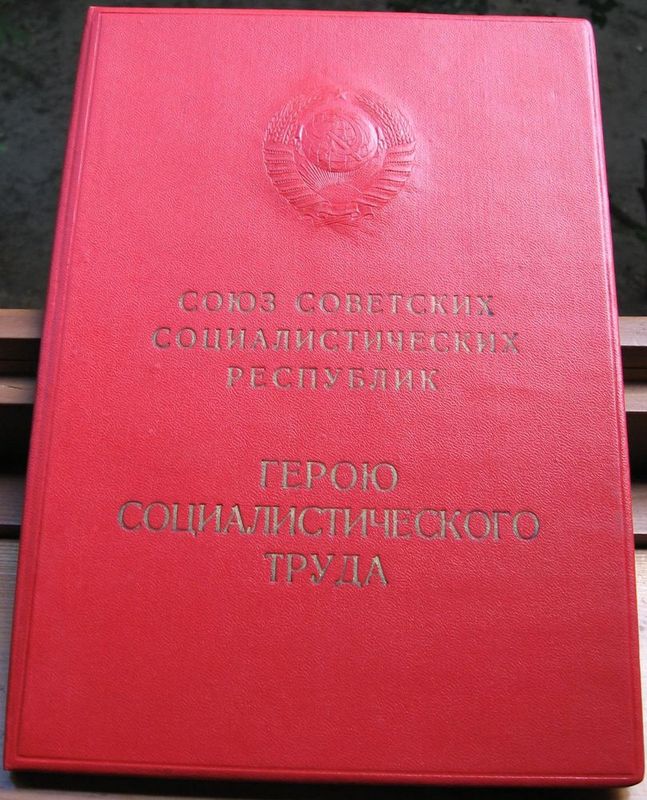 СОЮЗ СОВЕТСКИХ
СОЦИАЛИСТИЧЕСКИХ
РЕСПУБЛИК
ГЕРОЮ
СОЦИАЛИСТИЧЕСКОГО
ТРУДА